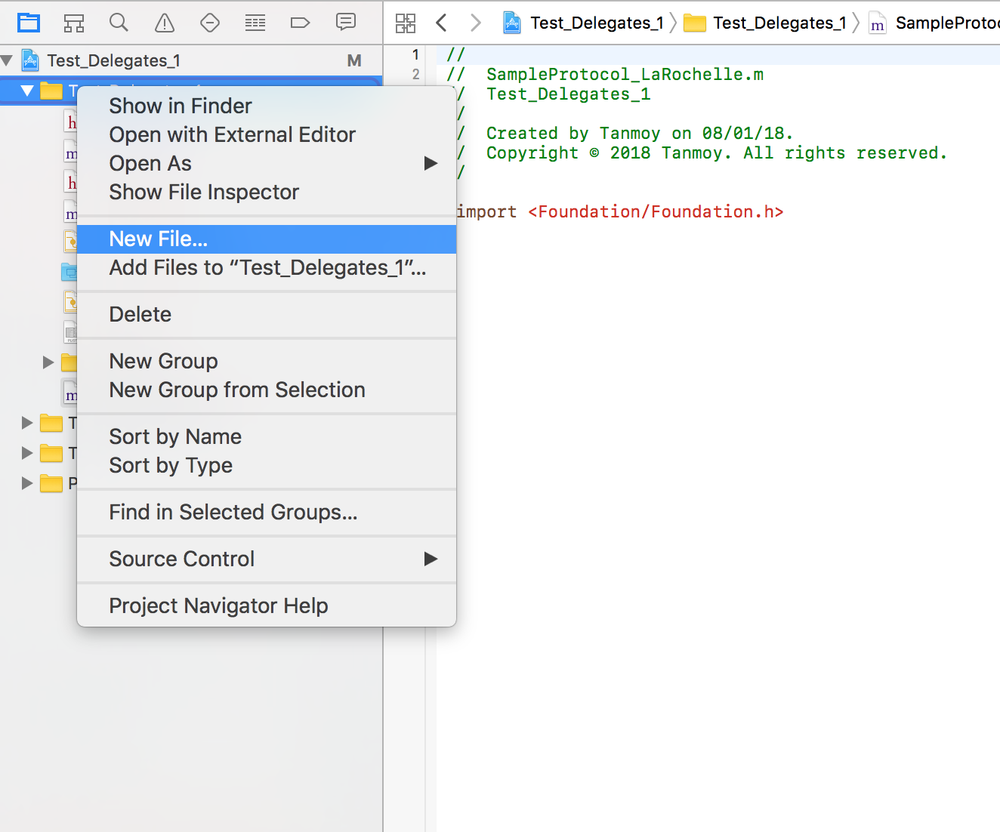 Test_Delegates_1 Test_Delegates_1 m
Test_Delegates_1 M
1 //
2 // SampleProtocol_LaRochelle.m
/ Test_Delegates_1
/
/ Created by Tanmoy on 08/01/18.
/ Copyright © 2018 Tanmoy. All rights reserved.
/
import <Foundation/Foundation.h>
h
m
h
m
m
T
T
Show in Finder
Open with External Editor
Open As
Show File Inspector
New File...
Add Files to “Test_Delegates_1”...
Delete
New Group
New Group from Selection
Sort by Name
Sort by Type
Find in Selected Groups...
Source Control
Project Navigator Help